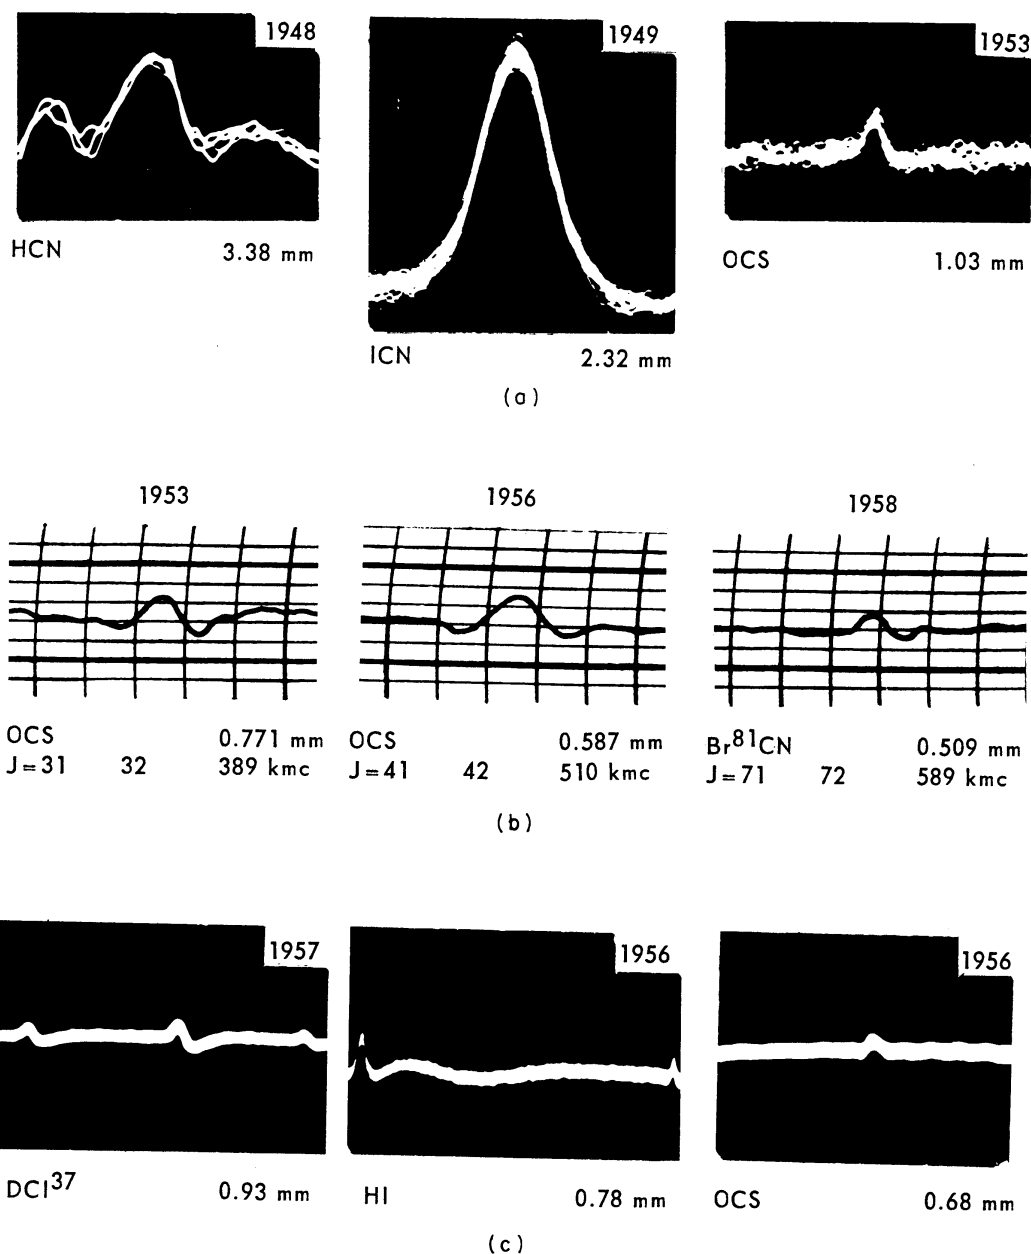 1948
1949
1953
HCN 3.38 mm
ICN 2.32 mm
OCS 1.03 mm
(a)
1953
1956
1958
OCS 0.771 mm
J=31 32 389 kmc
OCS 0.587 mm
J=41 42 510 kmc
Br⁸¹CN 0.509 mm
J=71 72 589 kmc
(b)
1957
1956
1956
DCl³⁷ 0.93 mm
HI 0.78 mm
OCS 0.68 mm
(c)